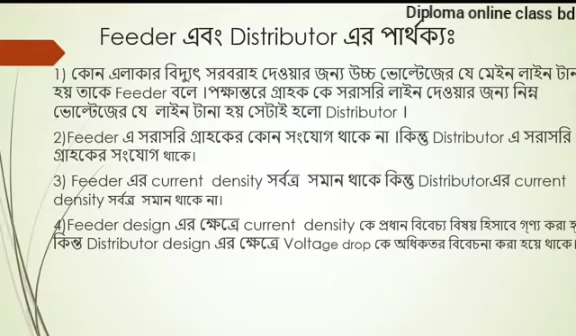 Diploma online class bd
Feeder এবং Distributor এর পার্থক্যঃ
1) কোন এলাকার বিদ্যুৎ সরবরাহ দেওয়ার জন্য উচ্চ ভোল্টেজের যে মেইন লাইন
হয় তাকে Feeder বলে ।পক্ষান্তরে গ্রাহক কে সরাসরি লাইন দেওয়ার জন্য নিম্ন
ভোল্টেজের যে লাইন টানা হয় সেটাই হলো Distributor ।
2)Feeder এ সরাসরি গ্রাহকের কোন সংযোগ থাকে না ।কিন্তু Distributor এ সরাসরি
গ্রাহকের সংযোগ থাকে।
3) Feeder এর current density সর্বত্র সমান থাকে কিন্তু Distributorএর current
density সর্বত্র সমান থাকে না।
4)Feeder design এর ক্ষেত্রে current density কে প্রধান বিবেচ্য বিষয় হিসাবে গণ্য করা
কিন্তু Distributor design এর ক্ষেত্রে Voltage drop কে অধিকতর বিবেচনা করা হয়ে থাকে।